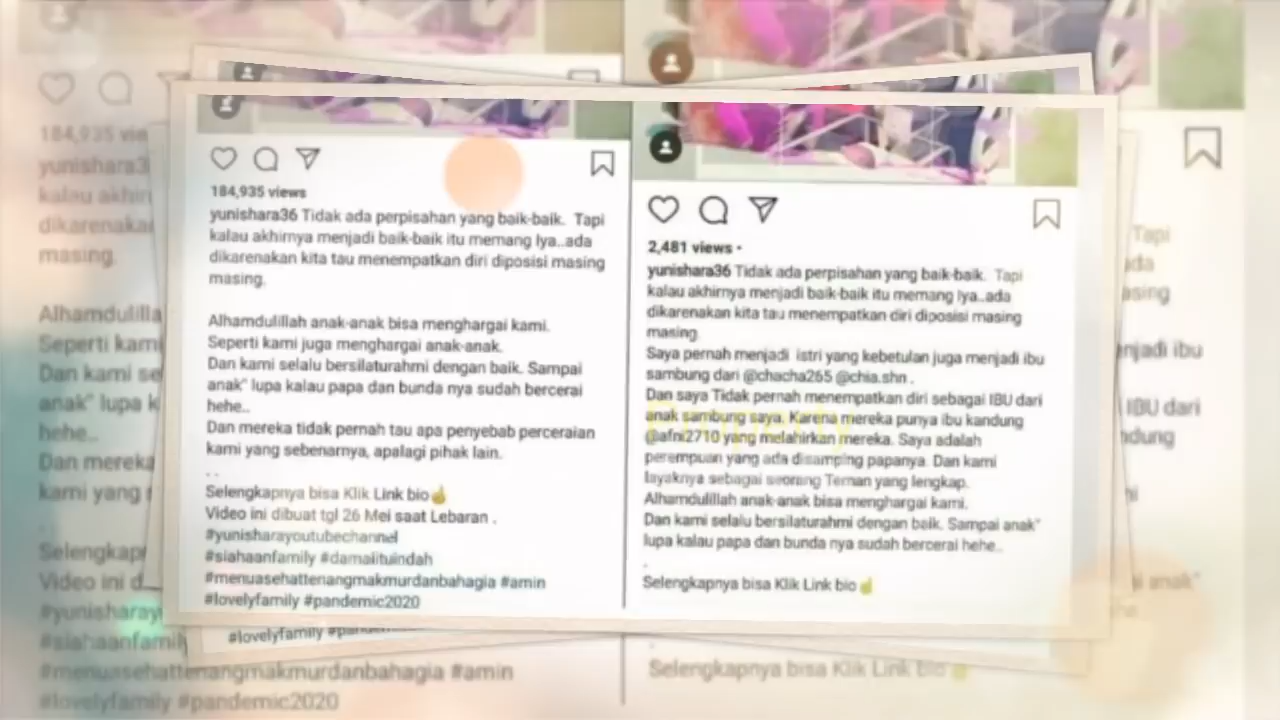 184,935 views
yunishara36 Tidak ada perpisahan yang baik-baik. Tapi
kalau akhirnya menjadi baik-baik itu memang Iya..ada
dikarenakan kita tau menempatkan diri diposisi masing
masing.
Alhamdulillah anak-anak bisa menghargai kami.
Seperti kami juga menghargai anak-anak.
Dan kami selalu bersilaturahmi dengan baik. Sampai
anak" lupa kalau papa dan bunda nya sudah bercerai
hehe..
Dan mereka tidak pernah tau apa penyebab perceraian
kami yang sebenarnya, apalagi pihak lain.
. .
Selengkapnya bisa Klik Link bio☝
Video ini dibuat tgl 26 Mei saat Lebaran .
#yunisharayoutubechannel
#siahaanfamily #damaituindah
#menuasehattenangmakmurdanbahagia #amin
#lovelyfamily #pandemic2020
2,481 views •
yunishara36 Tidak ada perpisahan yang baik-baik. Tapi
kalau akhirnya menjadi baik-baik itu memang Iya..ada
dikarenakan kita tau menempatkan diri diposisi masing
masing.
Saya pernah menjadi istri yang kebetulan juga menjadi ibu
sambung dari @chacha265 @chia.shn .
Dan saya Tidak pernah menempatkan diri sebagai IBU dari
anak sambung saya. Karena mereka punya ibu kandung
@afni2710 yang melahirkan mereka. Saya adalah
perempuan yang ada disamping papanya. Dan kami
layaknya sebagai seorang Teman yang lengkap.
Alhamdulillah anak-anak bisa menghargai kami.
Dan kami selalu bersilaturahmi dengan baik. Sampai anak"
lupa kalau papa dan bunda nya sudah bercerai hehe..
.
Selengkapnya bisa Klik Link bio☝